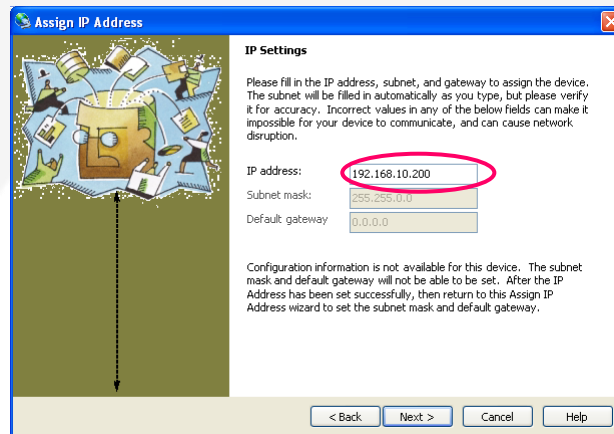 Assign IP Address
IP Settings
Please fill in the IP address, subnet, and gateway to assign the device.
The subnet will be filled in automatically as you type, but please verify
it for accuracy. Incorrect values in any of the below fields can make it
impossible for your device to communicate, and can cause network
disruption.
IP address: 192.168.10.200
Subnet mask: 255.255.0.0
Default gateway 0.0.0.0
Configuration information is not available for this device. The subnet
mask and default gateway will not be able to be set. After the IP
Address has been set successfully, then return to this Assign IP
Address wizard to set the subnet mask and default gateway.
< Back Next > Cancel Help